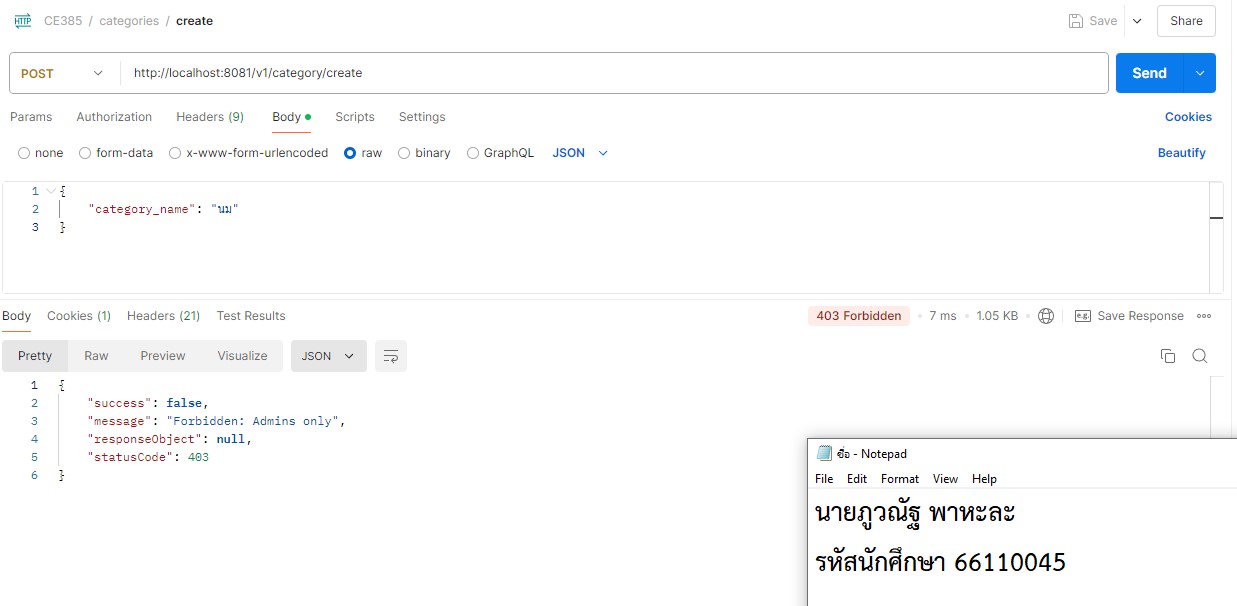 HTTP CE385 / categories / create Save Share
POST http://localhost:8081/v1/category/create Send
Params Authorization Headers (9) Body Scripts Settings Cookies
none form-data x-www-form-urlencoded raw binary GraphQL JSON Beautify
1 {
2 "category_name": "นม"
3 }
Body Cookies (1) Headers (21) Test Results 403 Forbidden 7 ms 1.05 KB e.g. Save Response
Pretty Raw Preview Visualize JSON
1 {
2 "success": false,
3 "message": "Forbidden: Admins only",
4 "responseObject": null,
5 "statusCode": 403
6 }
ชื่อ - Notepad
File Edit Format View Help
นายภูวณัฐ พาหะละ
รหัสนักศึกษา 66110045